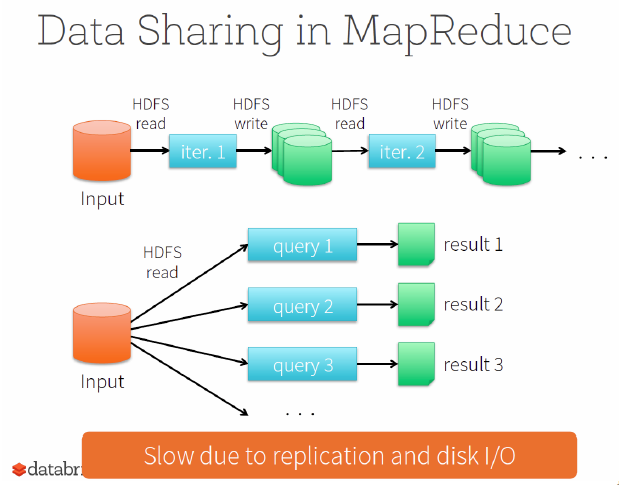 Data Sharing in MapReduce
HDFS read
HDFS write
HDFS read
HDFS write
iter. 1
iter. 2
. . .
Input
HDFS read
query 1
result 1
query 2
result 2
query 3
result 3
Input
. . .
Slow due to replication and disk I/O